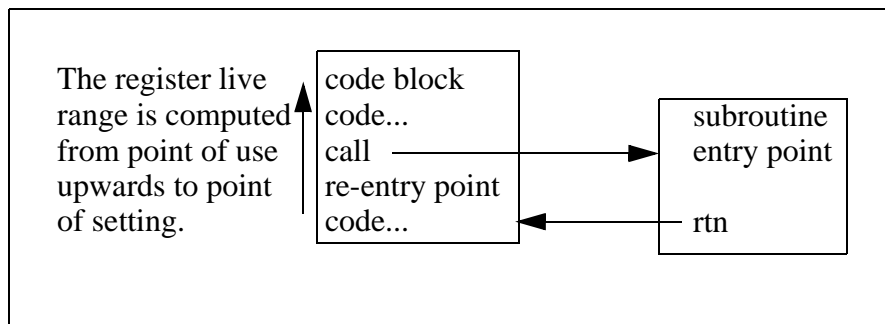 The register live
range is computed
from point of use
upwards to point
of setting.
code block
code...
call
re-entry point
code...
subroutine
entry point
rtn